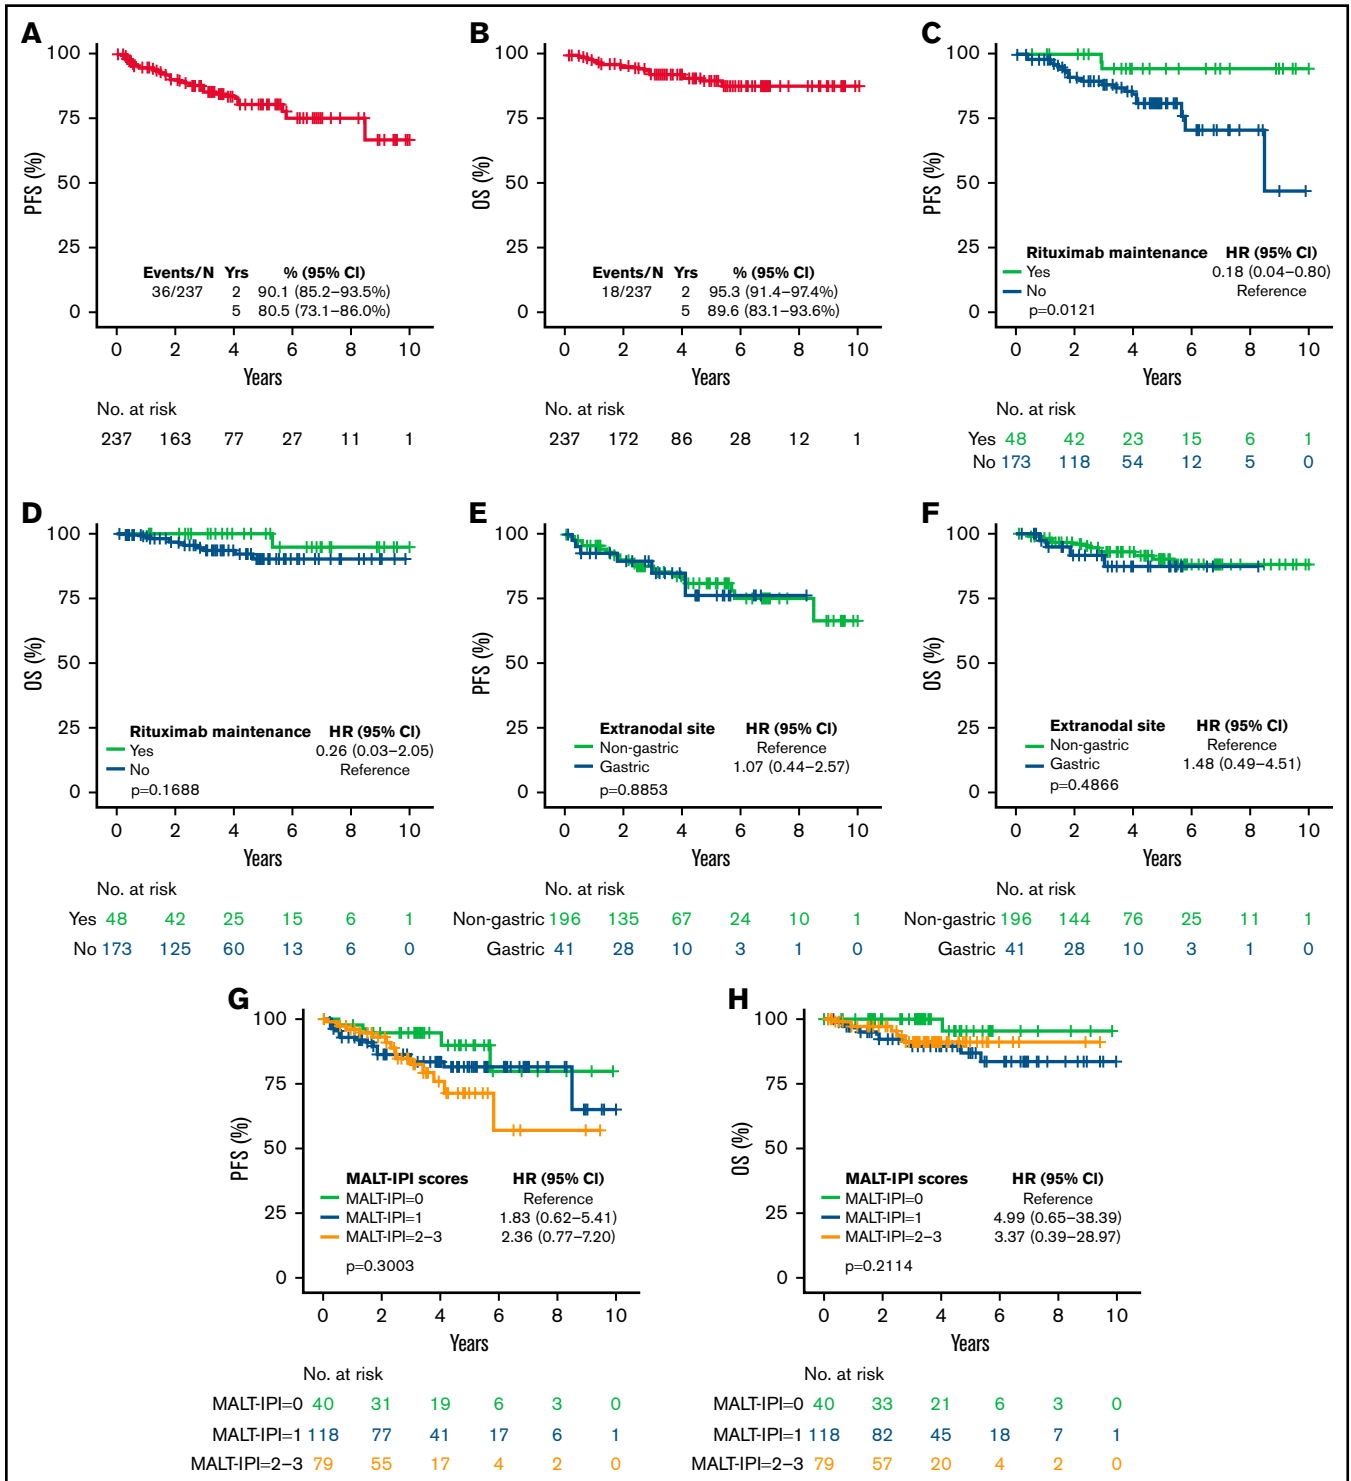 A
PFS (%)
100
75
50
25
0
Events/N Yrs % (95% CI)
36/237 2 90.1 (85.2–93.5%)
5 80.5 (73.1–86.0%)
0 2 4 6 8 10
Years
No. at risk
237 163 77 27 11 1
B
OS (%)
100
75
50
25
0
Events/N Yrs % (95% CI)
18/237 2 95.3 (91.4–97.4%)
5 89.6 (83.1–93.6%)
0 2 4 6 8 10
Years
No. at risk
237 172 86 28 12 1
C
PFS (%)
100
75
50
25
0
Rituximab maintenance HR (95% CI)
Yes 0.18 (0.04–0.80)
No Reference
p=0.0121
0 2 4 6 8 10
Years
No. at risk
Yes 48 42 23 15 6 1
No 173 118 54 12 5 0
D
OS (%)
100
75
50
25
0
Rituximab maintenance HR (95% CI)
Yes 0.26 (0.03–2.05)
No Reference
p=0.1688
0 2 4 6 8 10
Years
No. at risk
Yes 48 42 25 15 6 1
No 173 125 60 13 6 0
E
PFS (%)
100
75
50
25
0
Extranodal site HR (95% CI)
Non-gastric Reference
Gastric 1.07 (0.44–2.57)
p=0.8853
0 2 4 6 8 10
Years
No. at risk
Non-gastric 196 135 67 24 10 1
Gastric 41 28 10 3 1 0
F
OS (%)
100
75
50
25
0
Extranodal site HR (95% CI)
Non-gastric Reference
Gastric 1.48 (0.49–4.51)
p=0.4866
0 2 4 6 8 10
Years
No. at risk
Non-gastric 196 144 76 25 11 1
Gastric 41 28 10 3 1 0
G
PFS (%)
100
75
50
25
0
MALT-IPI scores HR (95% CI)
MALT-IPI=0 Reference
MALT-IPI=1 1.83 (0.62–5.41)
MALT-IPI=2–3 2.36 (0.77–7.20)
p=0.3003
0 2 4 6 8 10
Years
No. at risk
MALT-IPI=0 40 31 19 6 3 0
MALT-IPI=1 118 77 41 17 6 1
MALT-IPI=2–3 79 55 17 4 2 0
H
OS (%)
100
75
50
25
0
MALT-IPI scores HR (95% CI)
MALT-IPI=0 Reference
MALT-IPI=1 4.99 (0.65–38.39)
MALT-IPI=2–3 3.37 (0.39–28.97)
p=0.2114
0 2 4 6 8 10
Years
No. at risk
MALT-IPI=0 40 33 21 6 3 0
MALT-IPI=1 118 82 45 18 7 1
MALT-IPI=2–3 79 57 20 4 2 0